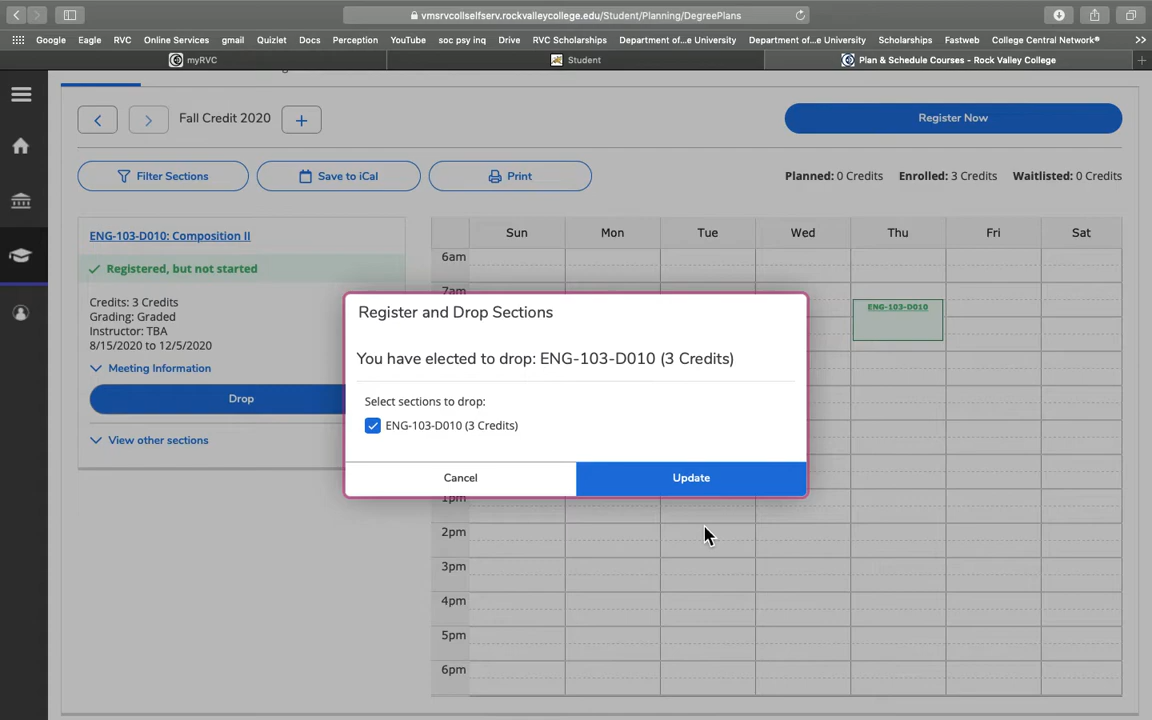 vmsrvcollselfserv.rockvalleycollege.edu/Student/Planning/DegreePlans
Google Eagle RVC Online Services gmail Quizlet Docs Perception YouTube soc psy inq Drive RVC Scholarships Department of...e University Department of...e University Scholarships Fastweb College Central Network®
myRVC Student Plan & Schedule Courses - Rock Valley College
Fall Credit 2020
Register Now
Filter Sections Save to iCal Print Planned: 0 Credits Enrolled: 3 Credits Waitlisted: 0 Credits
ENG-103-D010: Composition II
Registered, but not started
Credits: 3 Credits
Grading: Graded
Instructor: TBA
8/15/2020 to 12/5/2020
Meeting Information
Drop
View other sections
Sun Mon Tue Wed Thu Fri Sat
6am
7am
ENG-103-D010
Register and Drop Sections
You have elected to drop: ENG-103-D010 (3 Credits)
Select sections to drop:
ENG-103-D010 (3 Credits)
Cancel Update
1pm
2pm
3pm
4pm
5pm
6pm